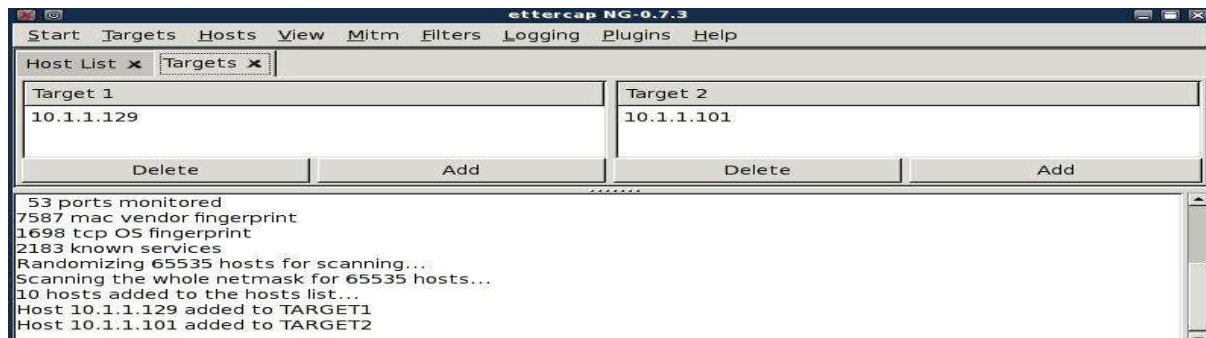 ettercap NG-0.7.3
Start Targets Hosts View Mitm Filters Logging Plugins Help
Host List Targets
Target 1
Target 2
10.1.1.129
10.1.1.101
Delete Add Delete Add
53 ports monitored
7587 mac vendor fingerprint
1698 tcp OS fingerprint
2183 known services
Randomizing 65535 hosts for scanning...
Scanning the whole netmask for 65535 hosts...
10 hosts added to the hosts list...
Host 10.1.1.129 added to TARGET1
Host 10.1.1.101 added to TARGET2